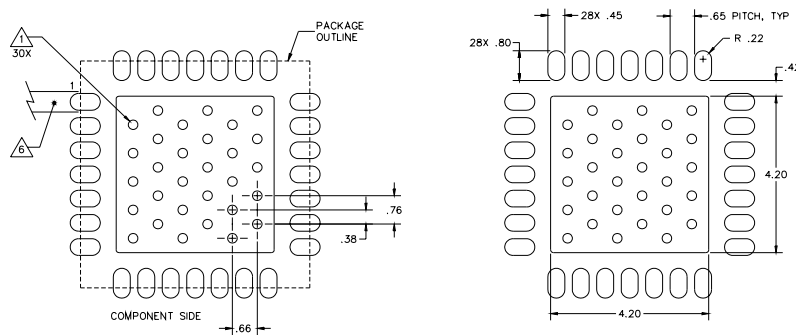 1
30X
PACKAGE
OUTLINE
1
6
.76
.38
COMPONENT SIDE
.66
28X .45
.65 PITCH, TYP
28X .80
R .22
4.20
4.20